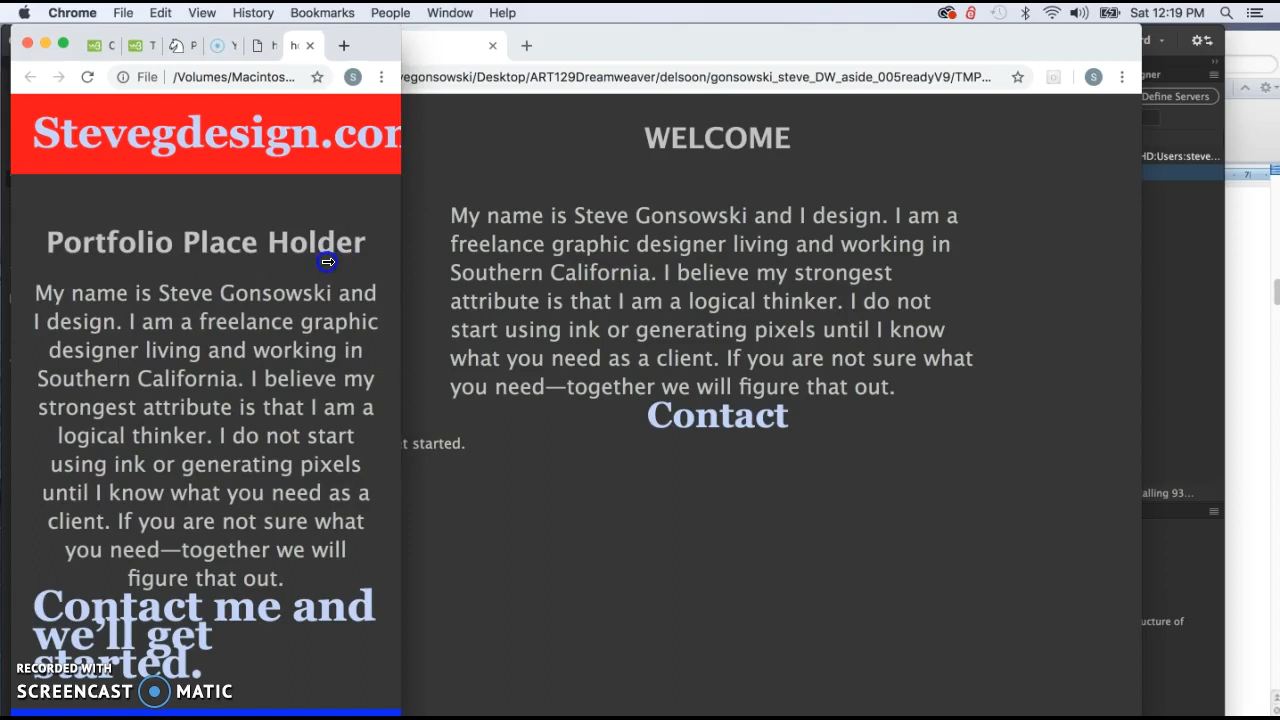 Chrome File Edit View History Bookmarks People Window Help Sat 12:19 PM
File /Volumes/Macintos... S
vegonsowski/Desktop/ART129Dreamweaver/delsoon/gonsowski_steve_DW_aside_005readyV9/TMP... S
Define Servers
HD:Users:steve...
Stevegdesign.com
Portfolio Place Holder
My name is Steve Gonsowski and
I design. I am a freelance graphic
designer living and working in
Southern California. I believe my
strongest attribute is that I am a
logical thinker. I do not start
using ink or generating pixels
until I know what you need as a
client. If you are not sure what
you need—together we will
figure that out.
Contact me and
we'll get
started.
RECORDED WITH
SCREENCAST MATIC
WELCOME
My name is Steve Gonsowski and I design. I am a
freelance graphic designer living and working in
Southern California. I believe my strongest
attribute is that I am a logical thinker. I do not
start using ink or generating pixels until I know
what you need as a client. If you are not sure what
you need—together we will figure that out.
Contact
t started.
alling 93...
ucture of